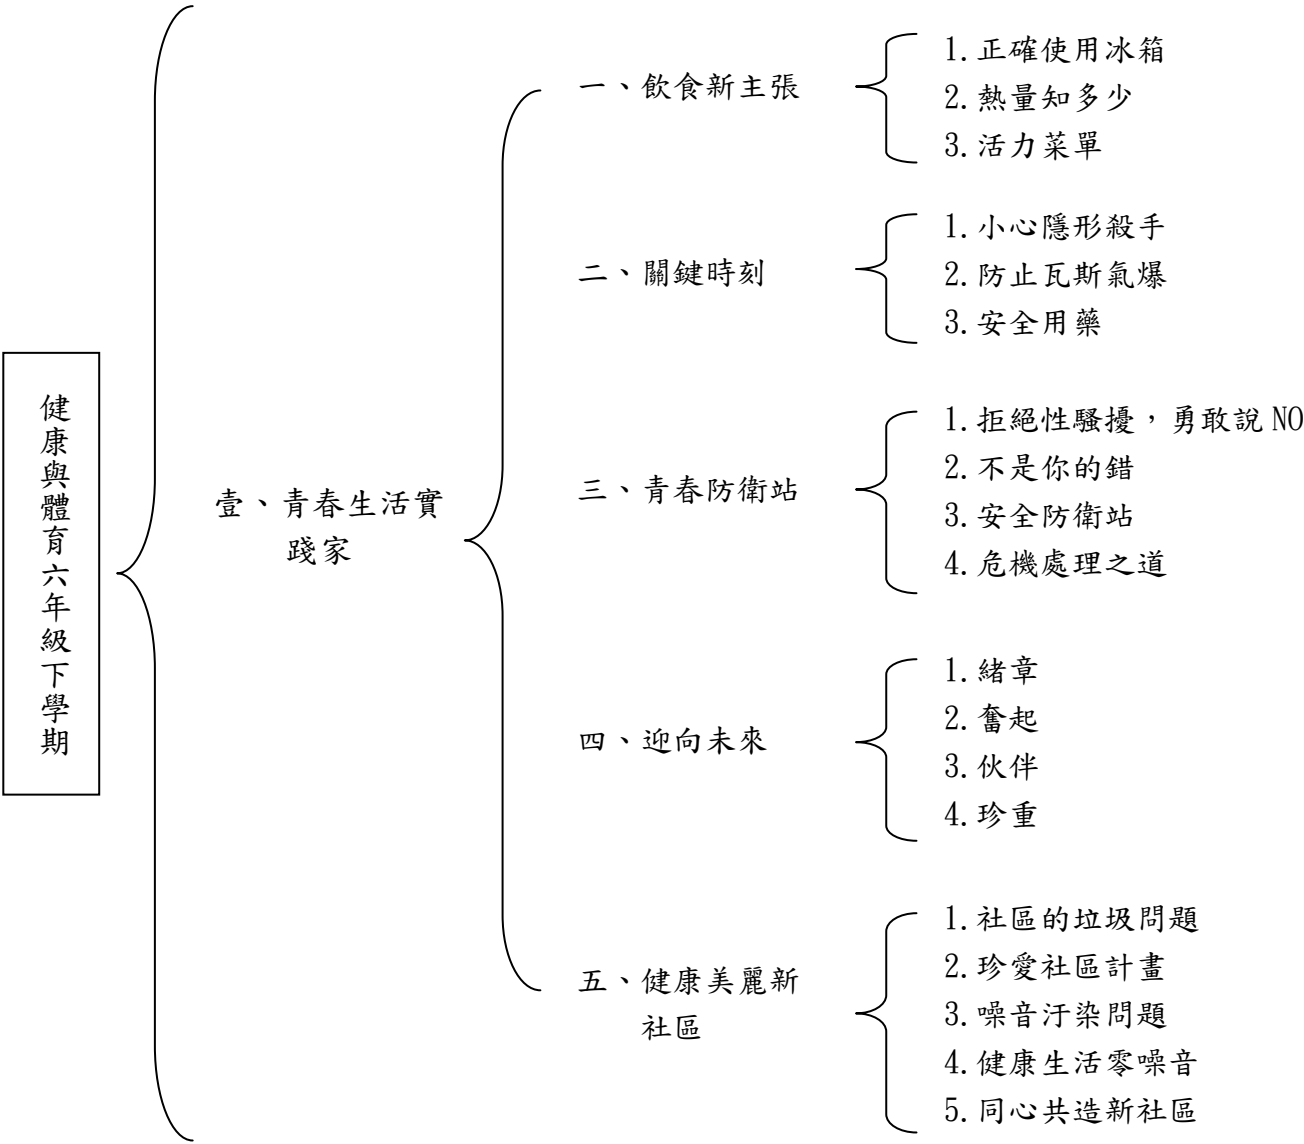 健康與體育六年級下學期
壹、青春生活實
踐家
一、飲食新主張
1.正確使用冰箱
2.熱量知多少
3.活力菜單
二、關鍵時刻
1.小心隱形殺手
2.防止瓦斯氣爆
3.安全用藥
三、青春防衛站
1.拒絕性騷擾，勇敢說 NO
2.不是你的錯
3.安全防衛站
4.危機處理之道
四、迎向未來
1.緒章
2.奮起
3.伙伴
4.珍重
五、健康美麗新
社區
1.社區的垃圾問題
2.珍愛社區計畫
3.噪音汙染問題
4.健康生活零噪音
5.同心共造新社區